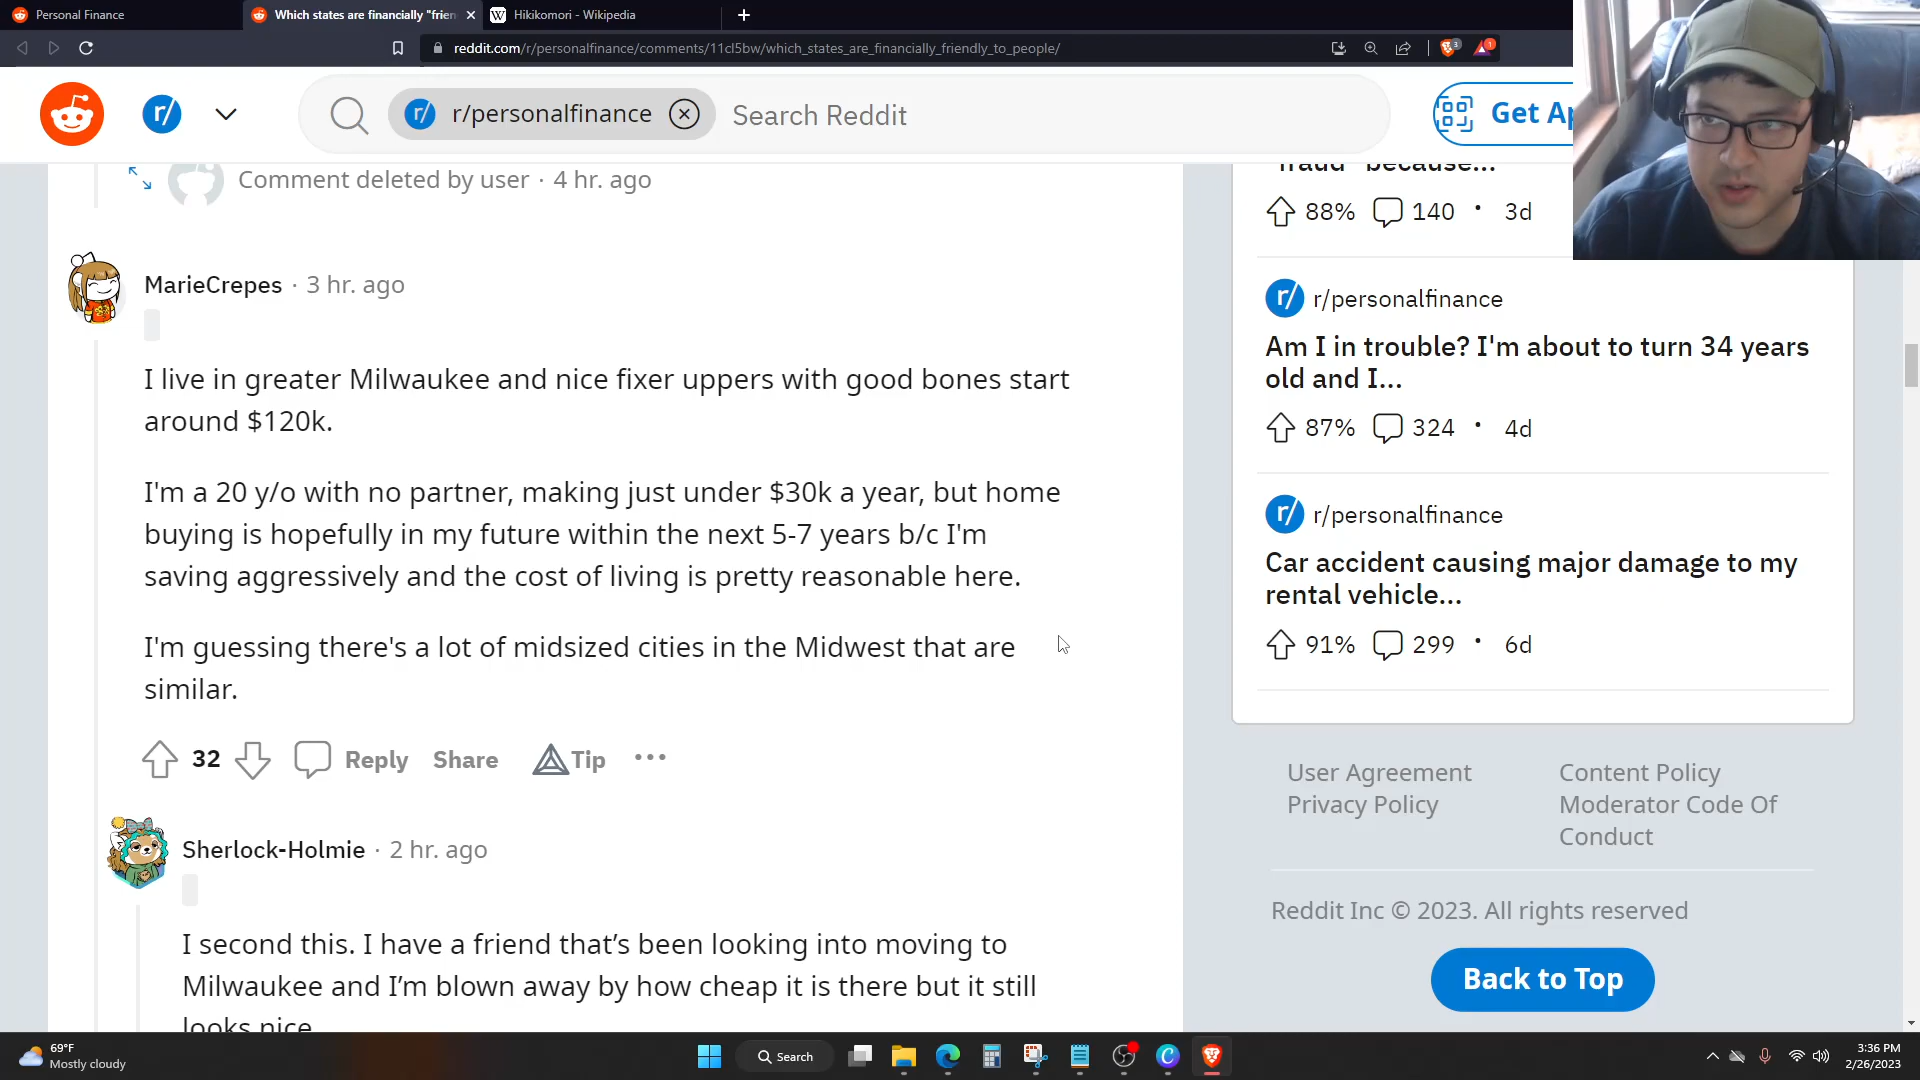 Personal Finance
Which states are financially "frien
Hikikomori - Wikipedia
reddit.com/r/personalfinance/comments/11cl5bw/which_states_are_financially_friendly_to_people/
3
1
r/
r/ r/personalfinance
Search Reddit
Get Ap
Comment deleted by user · 4 hr. ago
MarieCrepes · 3 hr. ago
I live in greater Milwaukee and nice fixer uppers with good bones start
around $120k.
I'm a 20 y/o with no partner, making just under $30k a year, but home
buying is hopefully in my future within the next 5-7 years b/c I'm
saving aggressively and the cost of living is pretty reasonable here.
I'm guessing there's a lot of midsized cities in the Midwest that are
similar.
32 Reply Share Tip ···
Sherlock-Holmie · 2 hr. ago
I second this. I have a friend that's been looking into moving to
Milwaukee and I'm blown away by how cheap it is there but it still
looks nice
"fraud" because...
88% 140 · 3d
r/ r/personalfinance
Am I in trouble? I'm about to turn 34 years
old and I...
87% 324 · 4d
r/ r/personalfinance
Car accident causing major damage to my
rental vehicle...
91% 299 · 6d
User Agreement
Privacy Policy
Content Policy
Moderator Code Of
Conduct
Reddit Inc © 2023. All rights reserved
Back to Top
69°F
Mostly cloudy
Search
3:36 PM
2/26/2023